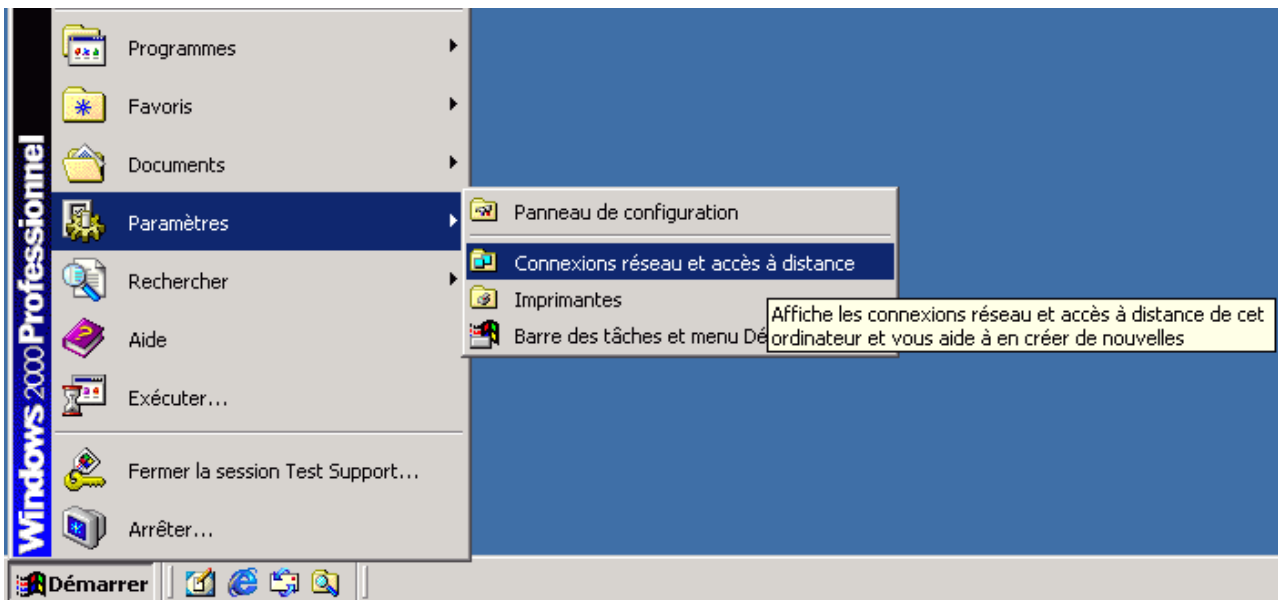 Windows 2000 Professionnel
Programmes
Favoris
Documents
Paramètres
Rechercher
Aide
Exécuter...
Fermer la session Test Support...
Arrêter...
Panneau de configuration
Connexions réseau et accès à distance
Imprimantes
Barre des tâches et menu Dé
Affiche les connexions réseau et accès à distance de cet
ordinateur et vous aide à en créer de nouvelles
Démarrer